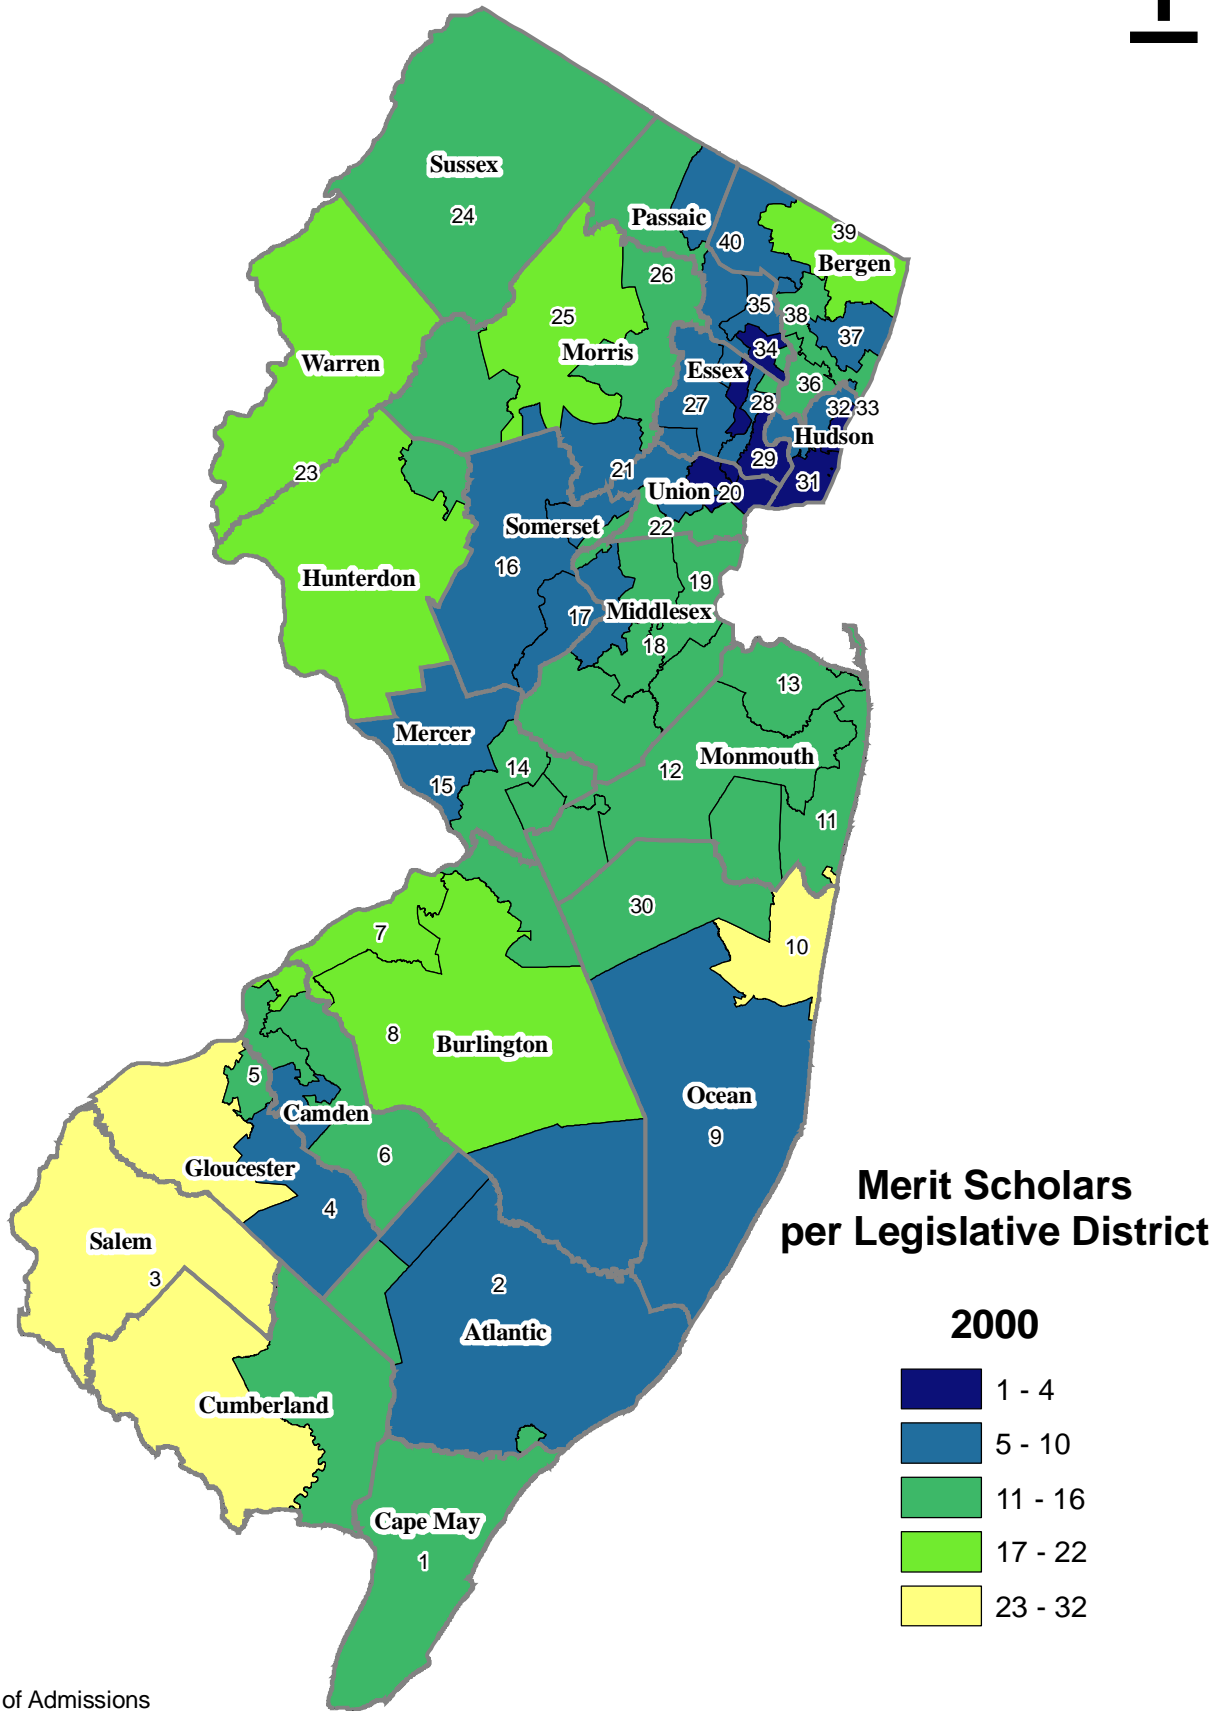 Sussex
24
Passaic
40
39
Bergen
26
35
38
25
37
34
Morris
Warren
Essex
36
27
28
32
33
Hudson
23
21
29
31
Union
20
Somerset
22
16
Hunterdon
19
17
Middlesex
18
13
Mercer
Monmouth
14
12
15
11
30
7
10
8
Burlington
5
Ocean
Camden
9
6
Gloucester
Merit Scholars
4
per Legislative District
Salem
3
2
Atlantic
2000
1 - 4
Cumberland
5 - 10
11 - 16
Cape May
1
17 - 22
23 - 32
of Admissions